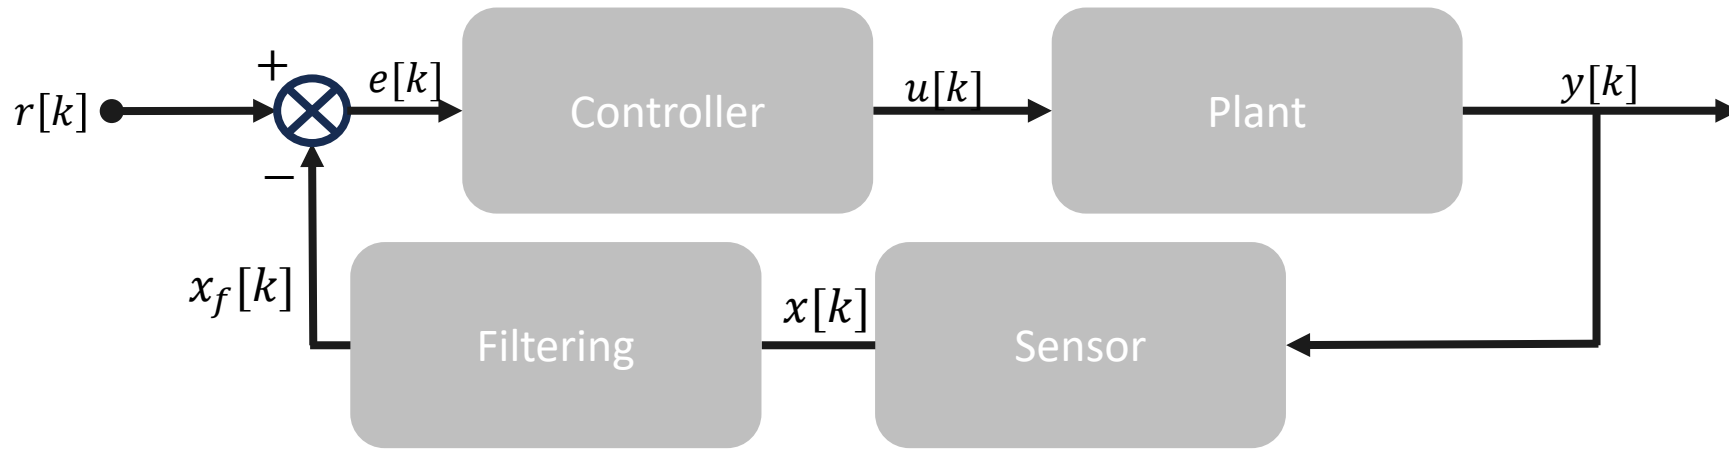 +
r[k]
e[k]
Controller
u[k]
Plant
y[k]
−
x_f[k]
Filtering
x[k]
Sensor